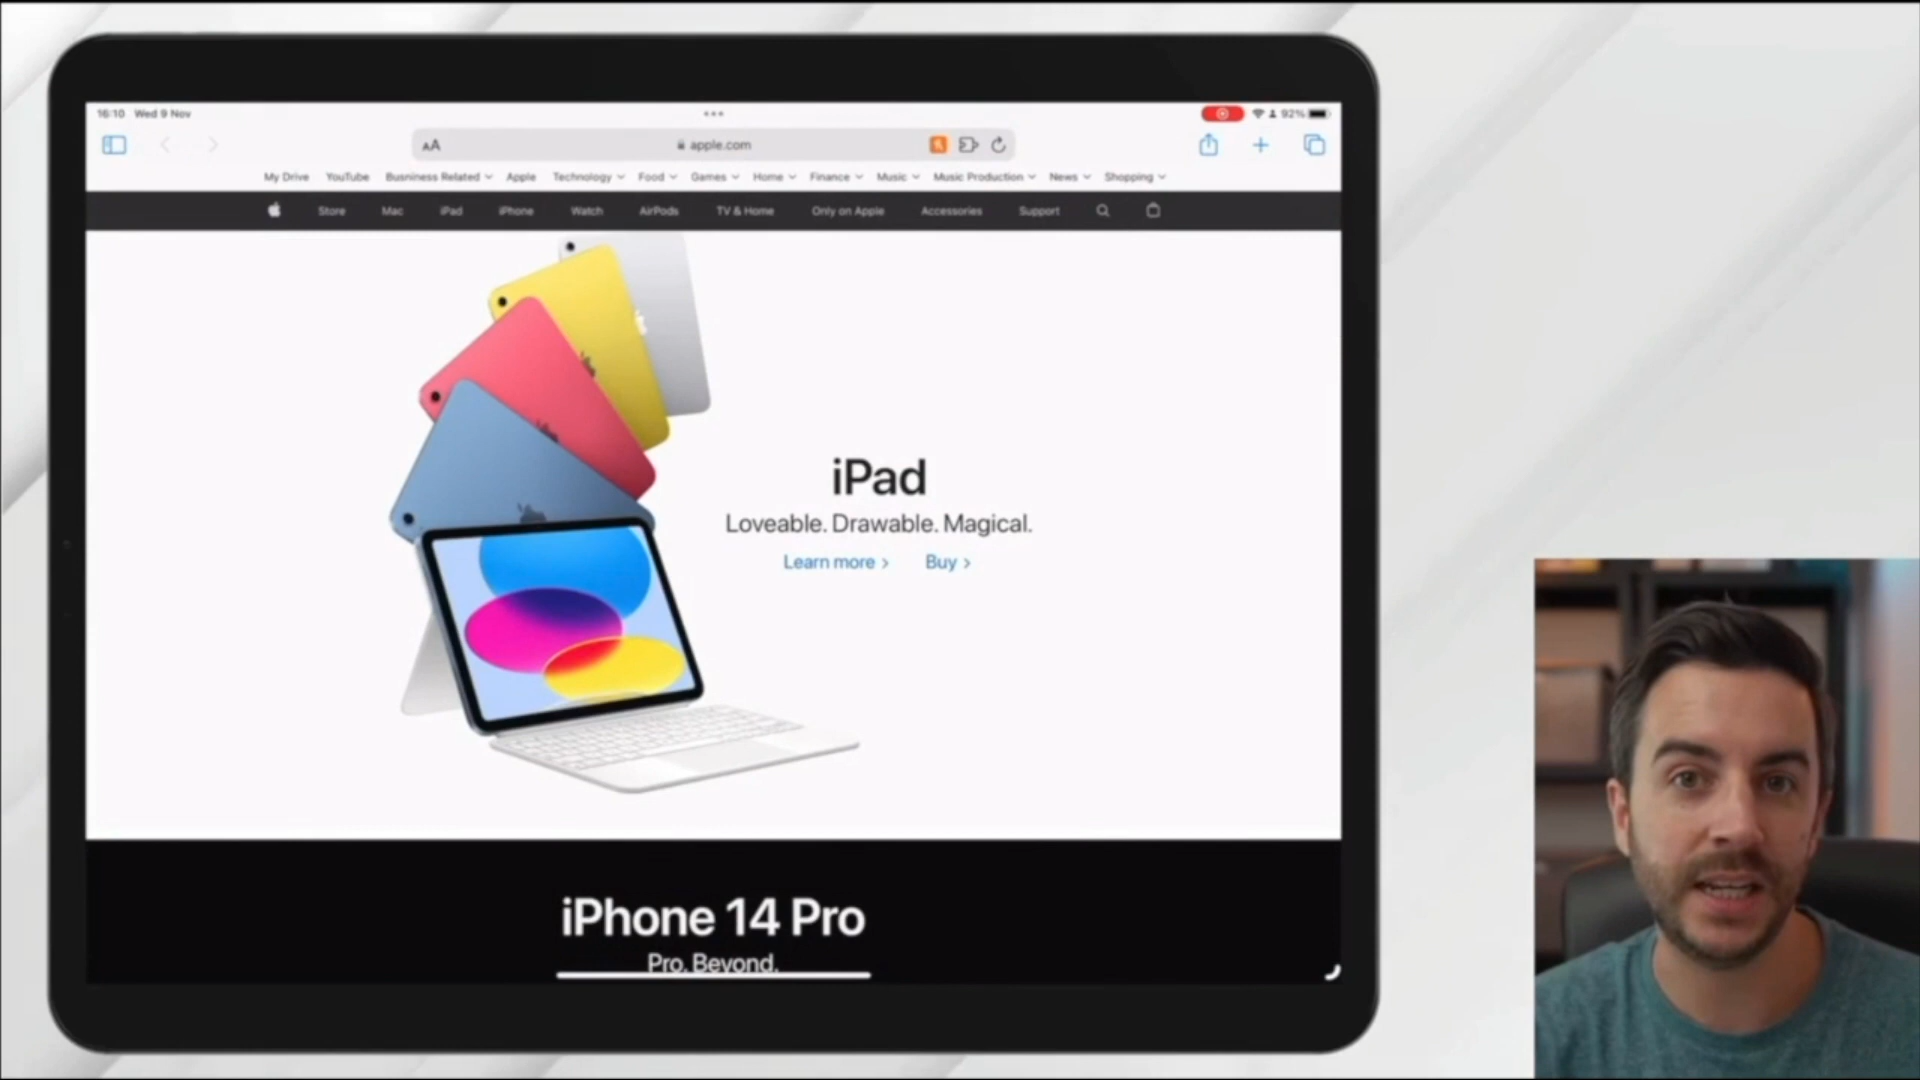 16:10 Wed 9 Nov
92%
AA apple.com
My Drive YouTube Busniness Related Apple Technology Food Games Home Finance Music Music Production News Shopping
Store Mac iPad iPhone Watch AirPods TV & Home Only on Apple Accessories Support
iPad
Loveable. Drawable. Magical.
Learn more > Buy >
iPhone 14 Pro
Pro. Beyond.